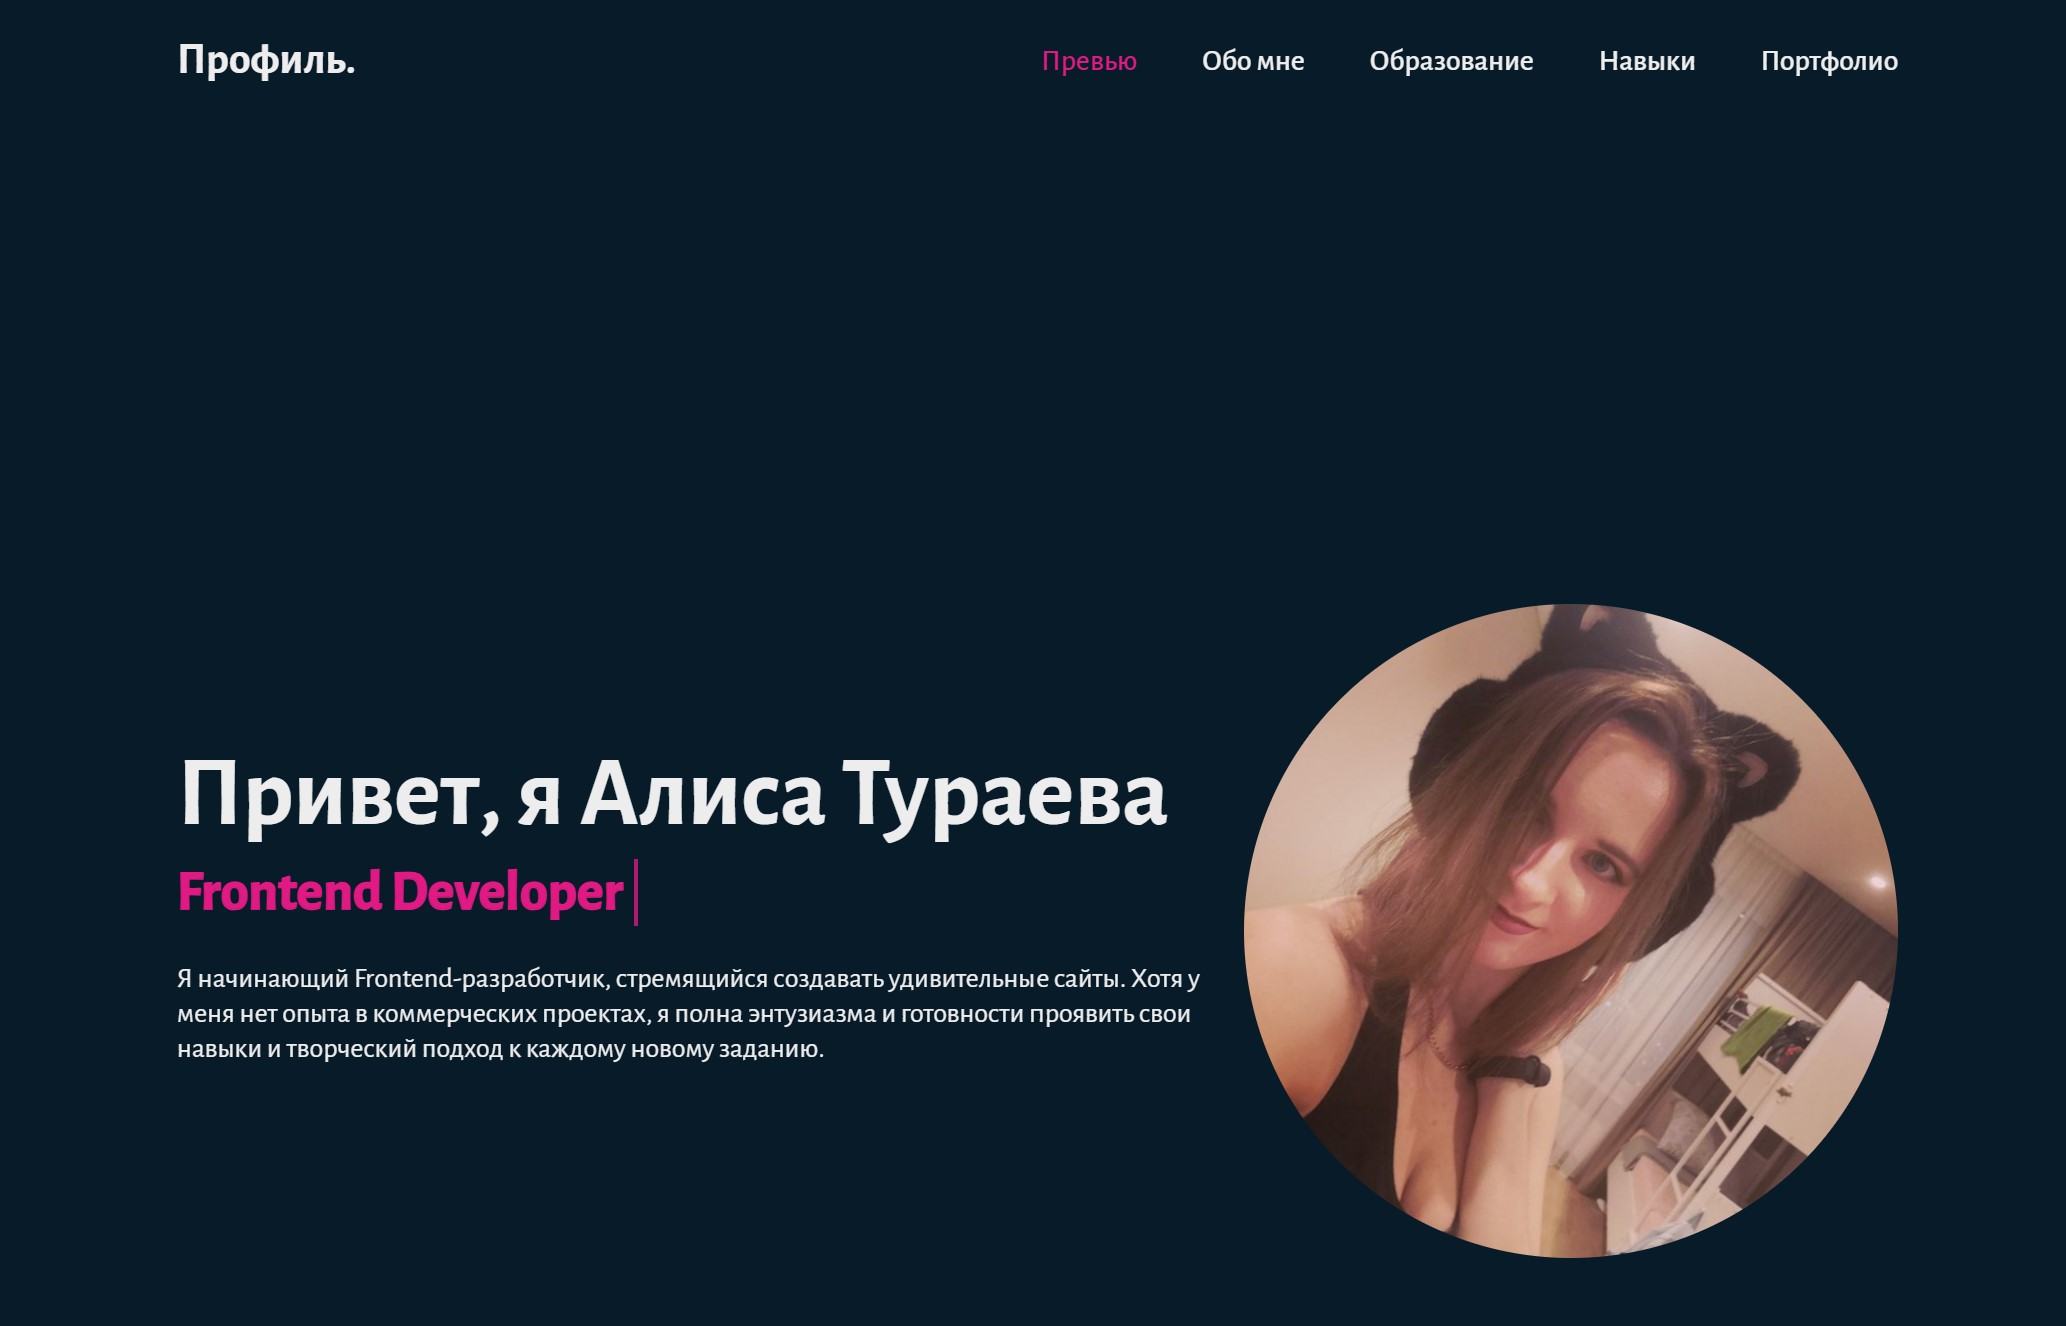 Профиль.
Превью Обо мне Образование Навыки Портфолио
Привет, я Алиса Тураева
Frontend Developer
Я начинающий Frontend-разработчик, стремящийся создавать удивительные сайты. Хотя у
меня нет опыта в коммерческих проектах, я полна энтузиазма и готовности проявить свои
навыки и творческий подход к каждому новому заданию.